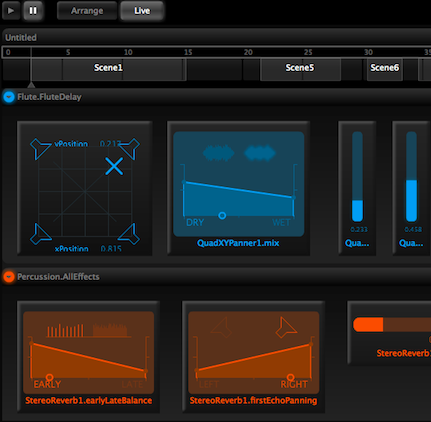 Arrange Live
Untitled
0 5 10 15 20 25 30 35
Scene1 Scene5 Scene6
Flute.FluteDelay
yPosition 0.217
xPosition 0.815
DRY WET
QuadXYPanner1.mix
0.233
Qua...
0.458
Qua...
Percussion.AllEffects
EARLY LATE
StereoReverb1.earlyLateBalance
LEFT RIGHT
StereoReverb1.firstEchoPanning
StereoReverb1